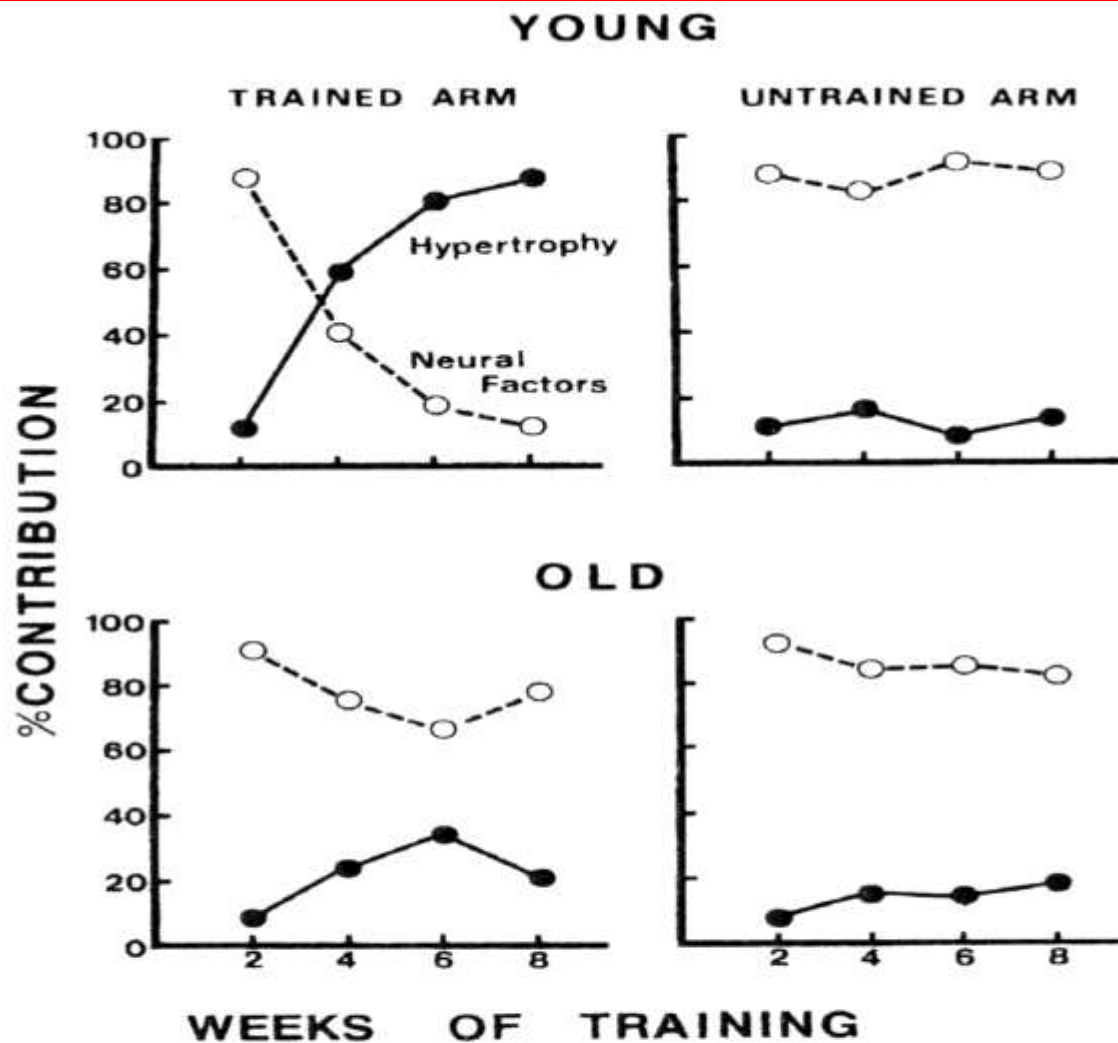 YOUNG
TRAINED ARM
UNTRAINED ARM
100
80
60
40
20
0
Hypertrophy
Neural
Factors
%CONTRIBUTION
OLD
100
80
60
40
20
0
2 4 6 8
2 4 6 8
WEEKS OF TRAINING